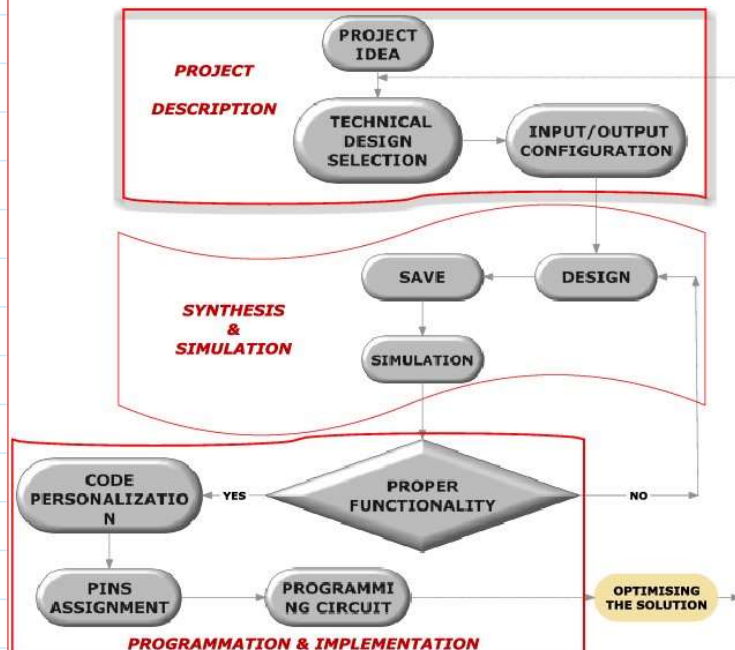 PROJECT
IDEA
PROJECT
DESCRIPTION
TECHNICAL
DESIGN
SELECTION
INPUT/OUTPUT
CONFIGURATION
SAVE
DESIGN
SYNTHESIS
&
SIMULATION
SIMULATION
CODE
PERSONALIZATIO
N
YES
PROPER
FUNCTIONALITY
NO
PINS
ASSIGNMENT
PROGRAMMI
NG CIRCUIT
OPTIMISING
THE SOLUTION
PROGRAMMATION & IMPLEMENTATION